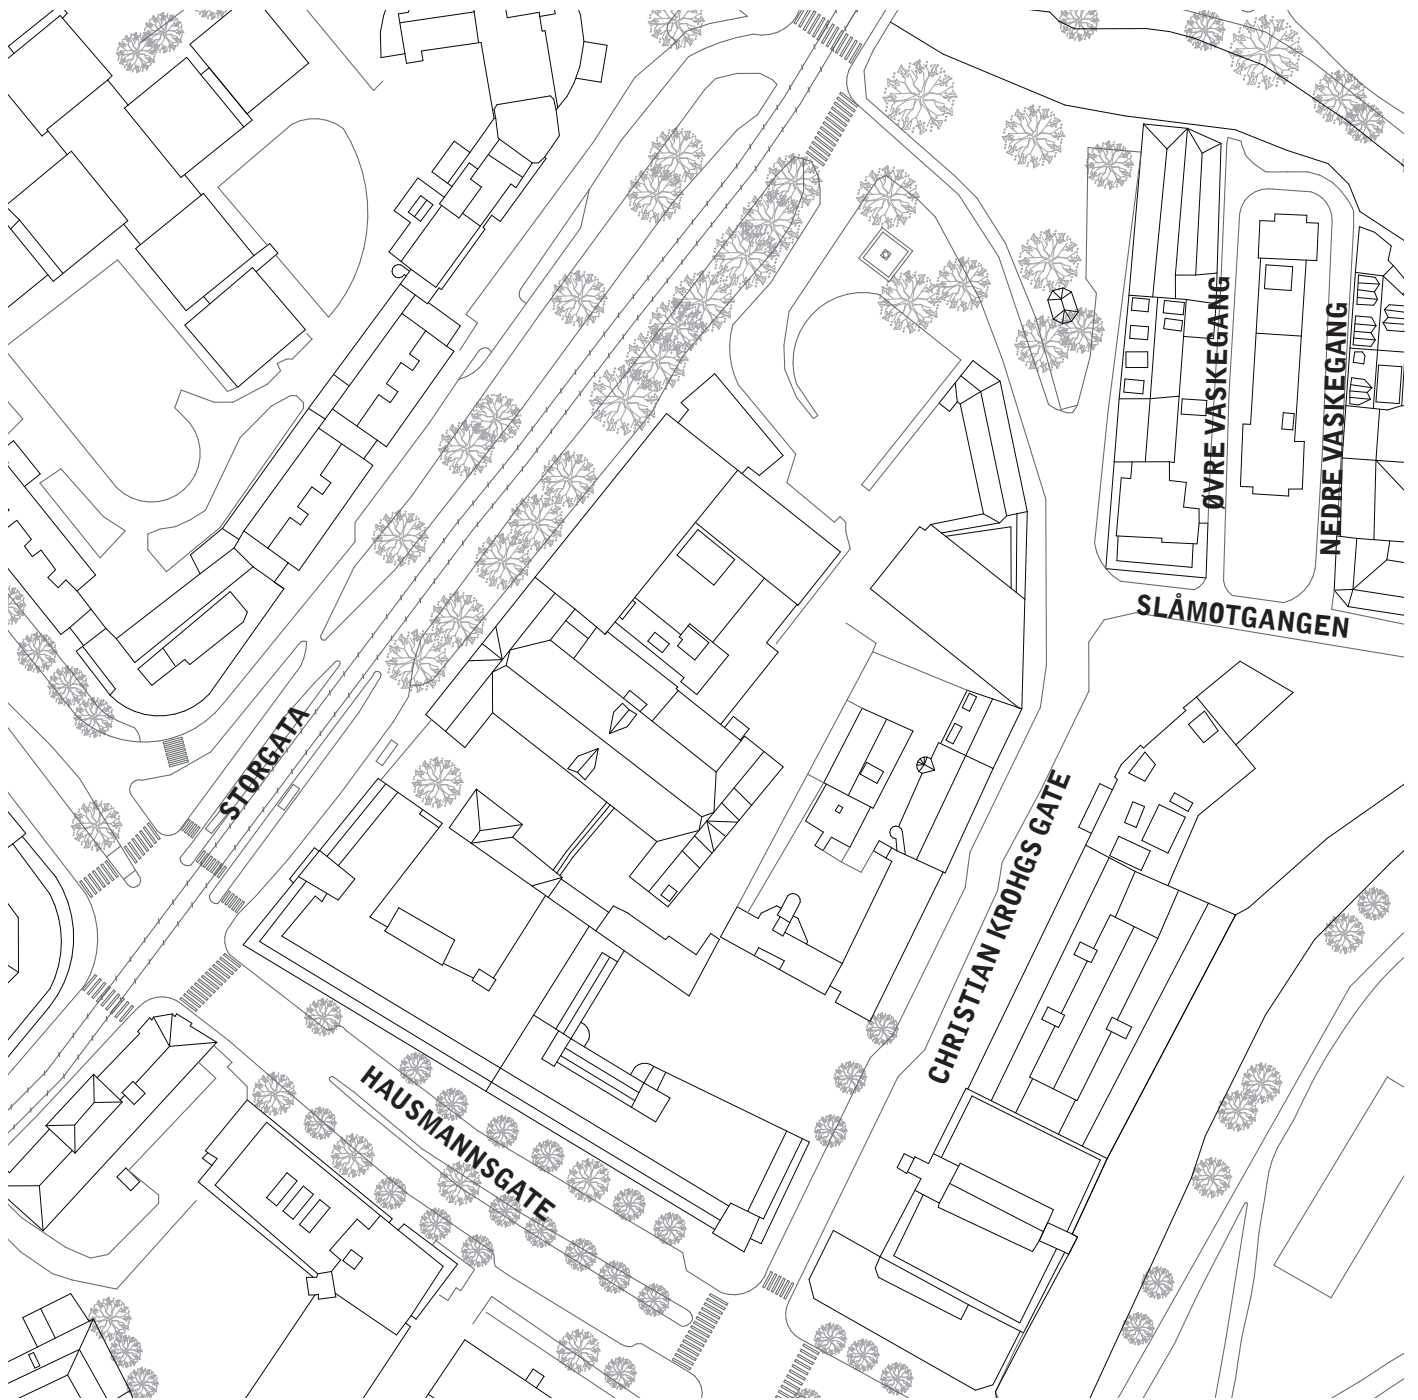 ØVRE VASKEGANG
NEDRE VASKEGANG
SLÅMOTGANGEN
STORGATA
CHRISTIAN KROHGS GATE
HAUSMANNSGATE